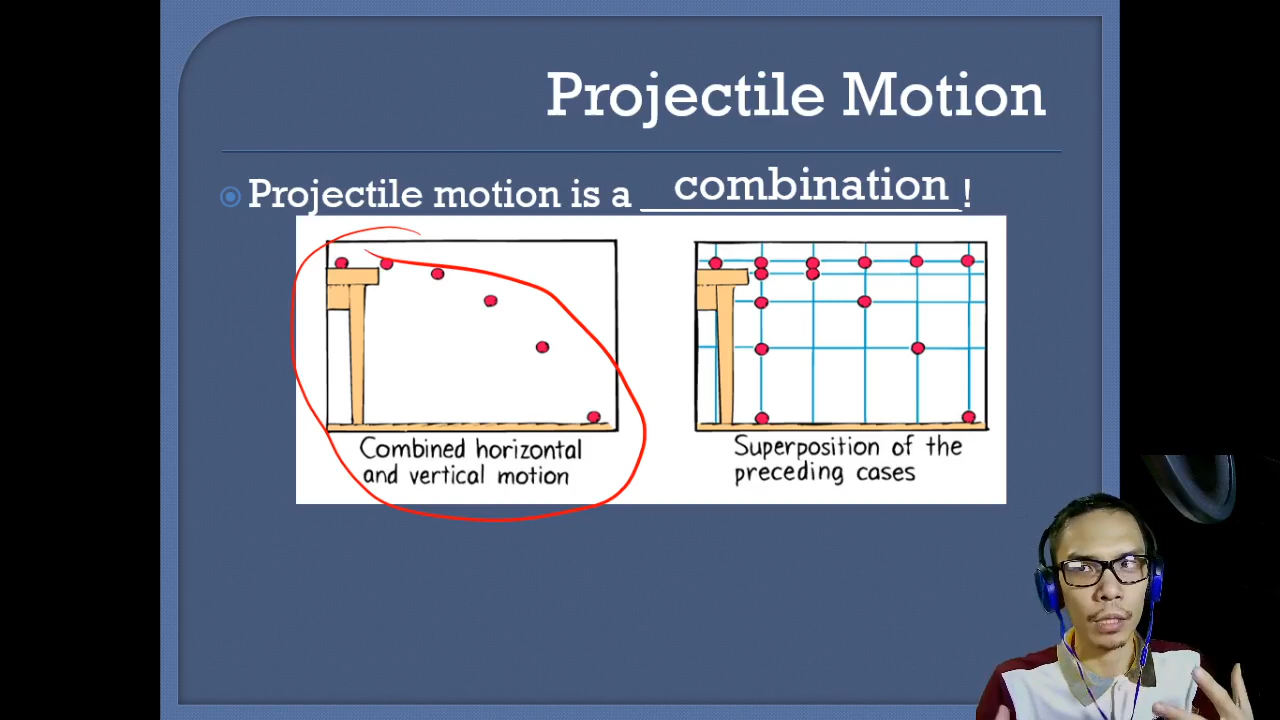 Projectile Motion
Projectile motion is a combination!
Combined horizontal
and vertical motion
Superposition of the
preceding cases